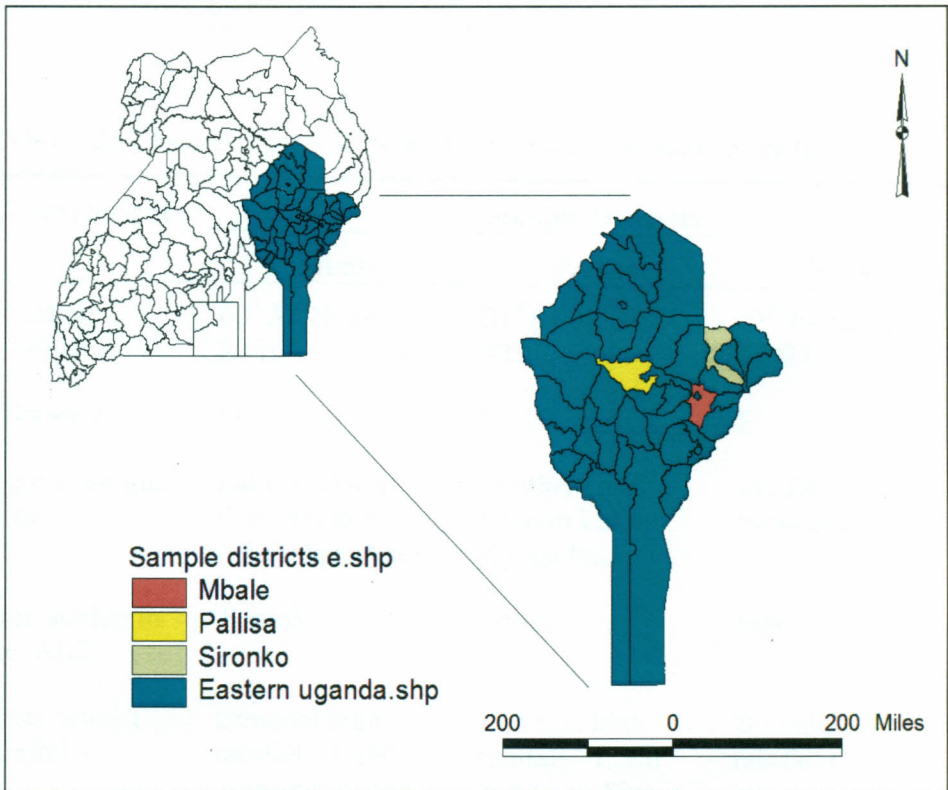 N
Sample districts e.shp
Mbale
Pallisa
Sironko
Eastern uganda.shp
200 0 200 Miles